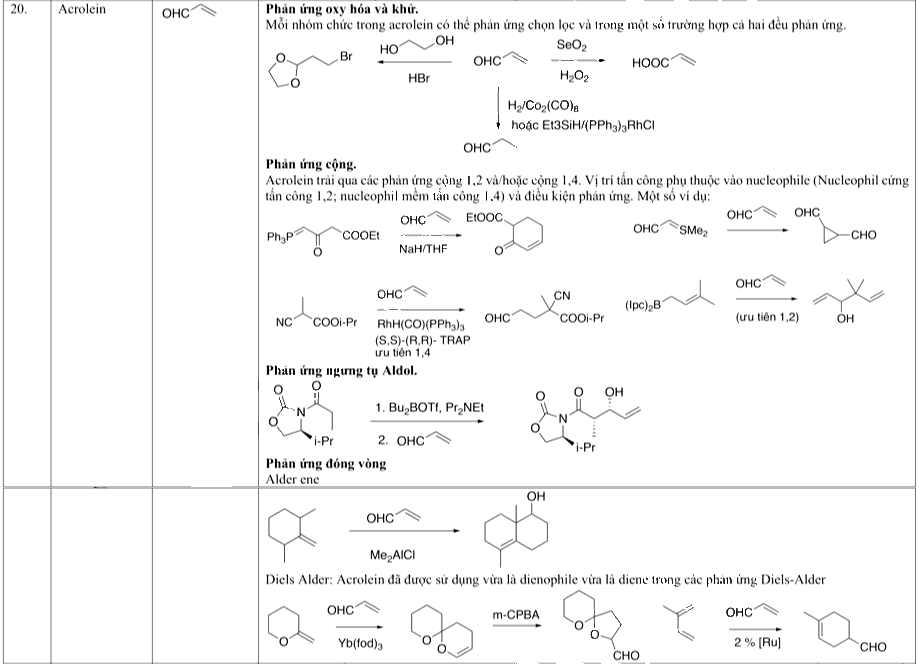 20.
Acrolein
OHC
Phản ứng oxy hóa và khử.
Mỗi nhóm chức trong acrolein có thể phản ứng chọn lọc và trong một số trường hợp cả hai đều phản ứng.
O
O
Br
HO
OH
HBr
OHC
SeO2
H2O2
HOOC
H2/Co2(CO)8
hoặc Et3SiH/(PPh3)3RhCl
OHC
Phản ứng cộng.
Acrolein trải qua các phản ứng cộng 1,2 và/hoặc cộng 1,4. Vị trí tấn công phụ thuộc vào nucleophile (Nucleophil cứng
tấn công 1,2; nucleophil mềm tấn công 1,4) và điều kiện phản ứng. Một số ví dụ:
Ph3P
O
COOEt
OHC
NaH/THF
EtOOC
O
OHC
SMe2
OHC
OHC
CHO
NC
COOi-Pr
OHC
RhH(CO)(PPh3)3
(S,S)-(R,R)- TRAP
ưu tiên 1,4
OHC
CN
COOi-Pr
(Ipc)2B
OHC
(ưu tiên 1,2)
OH
Phản ứng ngưng tụ Aldol.
O
O
N
O
i-Pr
1. Bu2BOTf, Pr2NEt
2. OHC
O
O
OH
N
O
i-Pr
Phản ứng đóng vòng
Alder ene
OHC
Me2AlCl
OH
Diels Alder: Acrolein đã được sử dụng vừa là dienophile vừa là diene trong các phản ứng Diels-Alder
O
OHC
Yb(fod)3
O
O
m-CPBA
O
O
CHO
OHC
2 % [Ru]
CHO